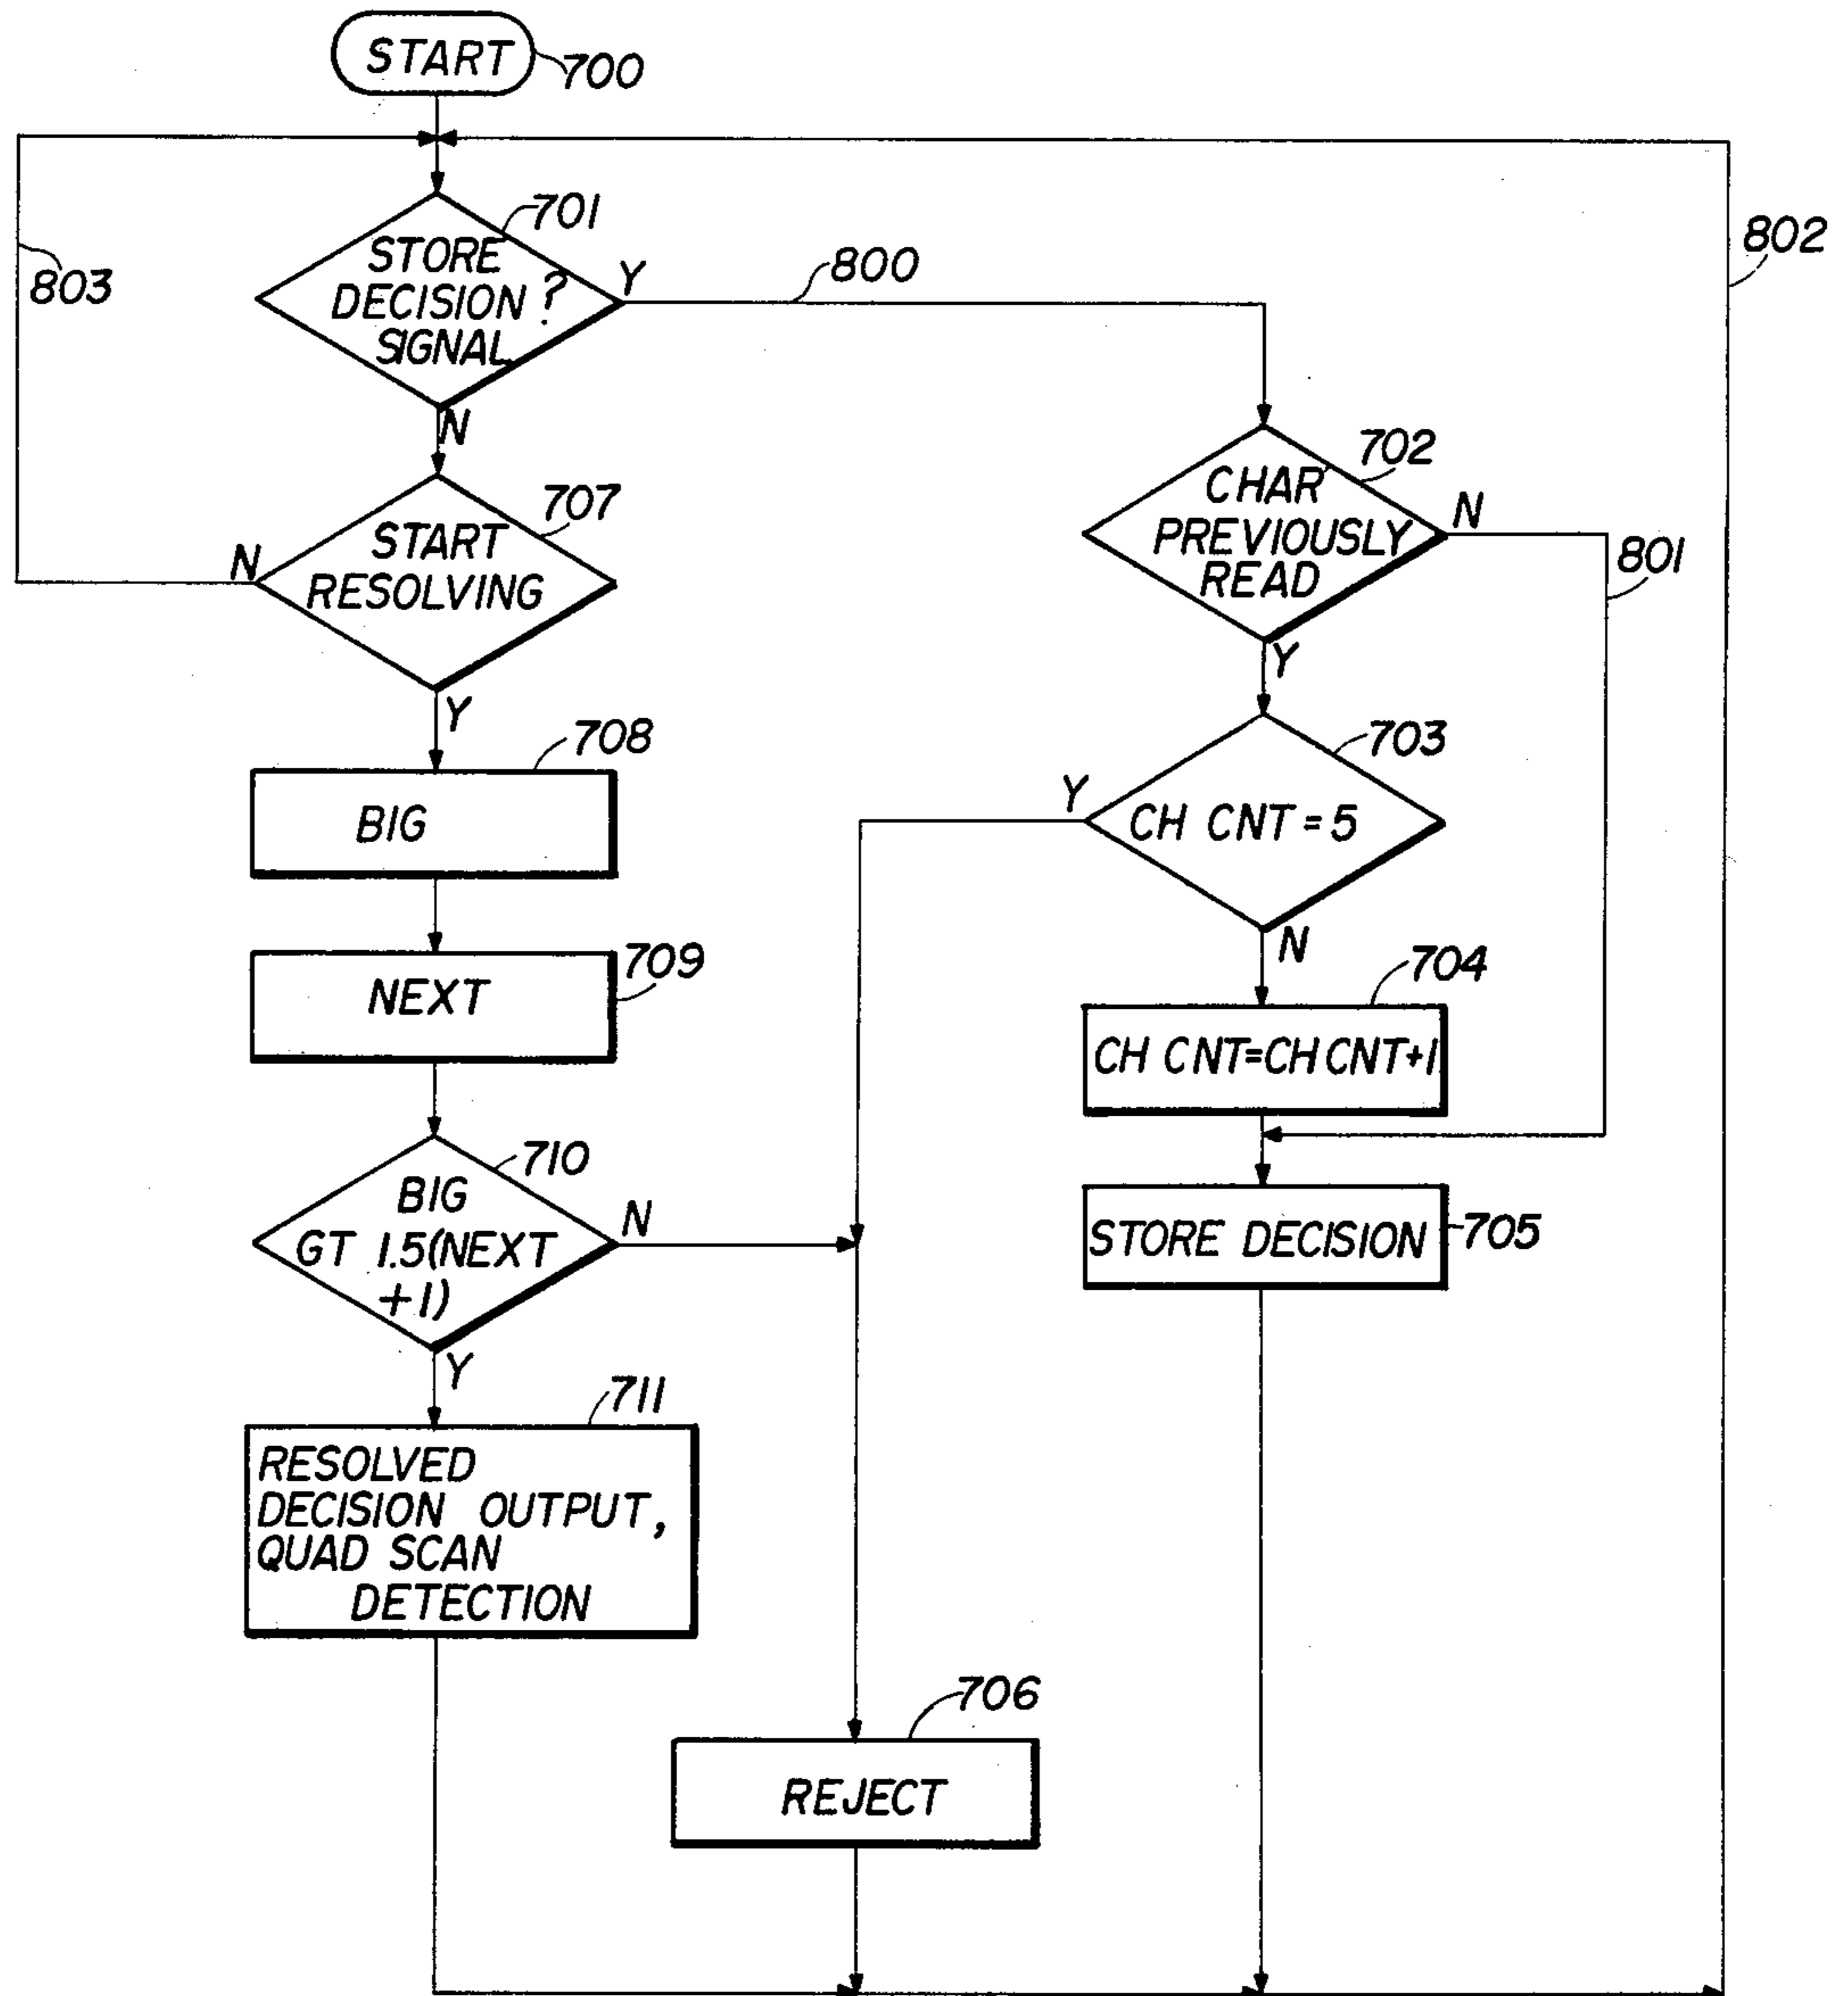 START
700
701
STORE
DECISION ?
SIGNAL
Y
800
802
803
N
702
CHAR
PREVIOUSLY
READ
N
801
707
START
RESOLVING
N
Y
Y
703
CH CNT = 5
Y
N
708
BIG
709
NEXT
704
CH CNT=CH CNT+1
710
BIG
GT 1.5(NEXT
+1)
N
Y
STORE DECISION
705
711
RESOLVED
DECISION OUTPUT,
QUAD SCAN
DETECTION
706
REJECT